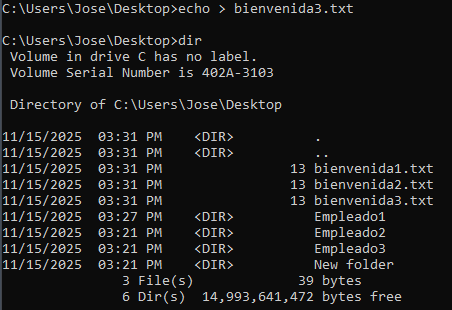 C:\Users\Jose\Desktop>echo > bienvenida3.txt

C:\Users\Jose\Desktop>dir
 Volume in drive C has no label.
 Volume Serial Number is 402A-3103

 Directory of C:\Users\Jose\Desktop

11/15/2025  03:31 PM    <DIR>          .
11/15/2025  03:31 PM    <DIR>          ..
11/15/2025  03:31 PM                13 bienvenida1.txt
11/15/2025  03:31 PM                13 bienvenida2.txt
11/15/2025  03:31 PM                13 bienvenida3.txt
11/15/2025  03:27 PM    <DIR>          Empleado1
11/15/2025  03:21 PM    <DIR>          Empleado2
11/15/2025  03:21 PM    <DIR>          Empleado3
11/15/2025  03:21 PM    <DIR>          New folder
               3 File(s)             39 bytes
               6 Dir(s)  14,993,641,472 bytes free